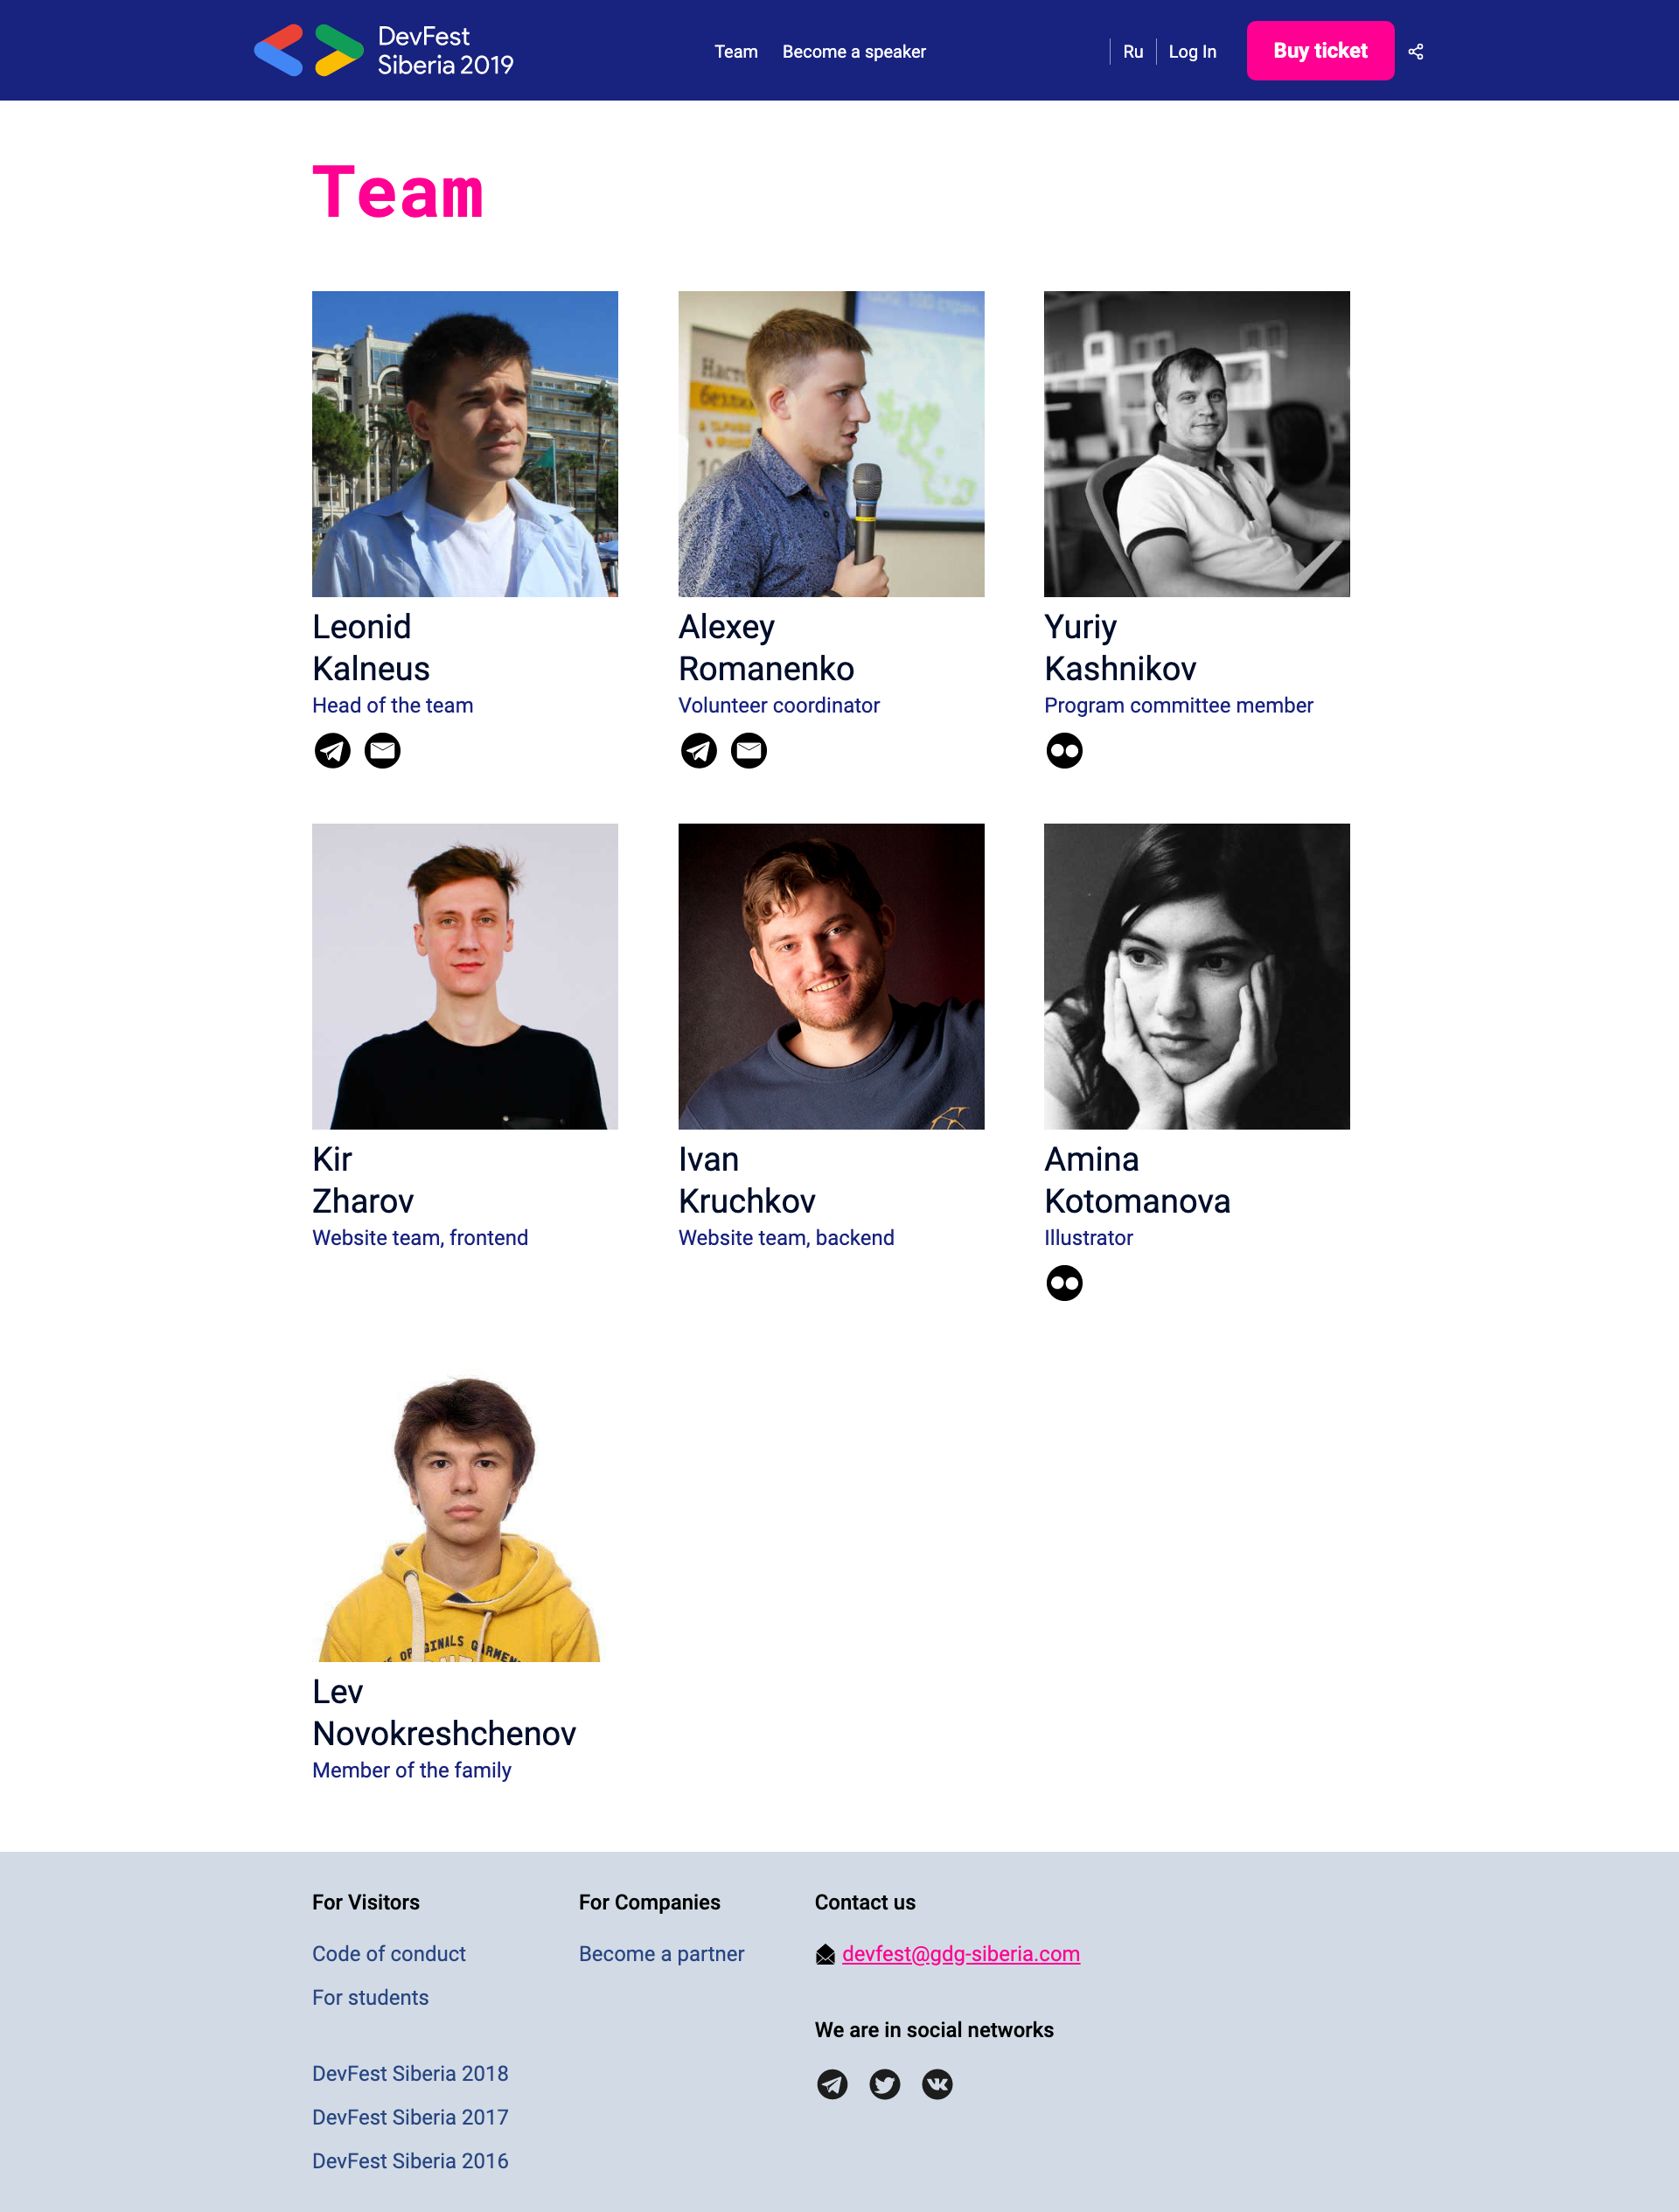 DevFest
Siberia 2019
Team
Become a speaker
Ru
Log In
Buy ticket
Team
100 стран,
Leonid
Kalneus
Head of the team
Alexey
Romanenko
Volunteer coordinator
Yuriy
Kashnikov
Program committee member
Kir
Zharov
Website team, frontend
Ivan
Kruchkov
Website team, backend
Amina
Kotomanova
Illustrator
ORIGINALS
Lev
Novokreshchenov
Member of the family
For Visitors
Code of conduct
For students
DevFest Siberia 2018
DevFest Siberia 2017
DevFest Siberia 2016
For Companies
Become a partner
Contact us
devfest@gdg-siberia.com
We are in social networks